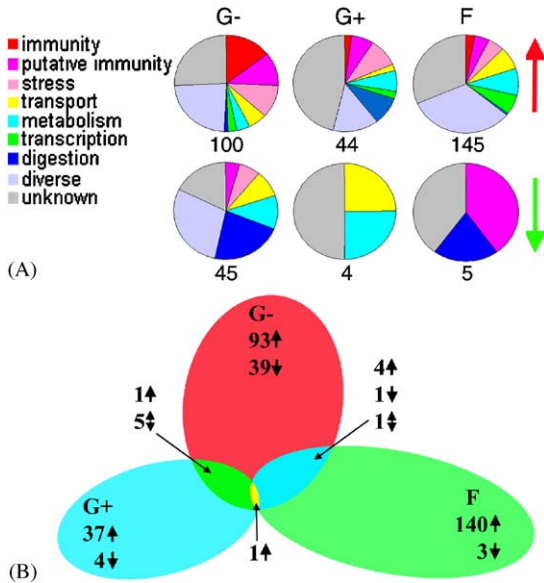 G- G+ F
immunity
putative immunity
stress
transport
metabolism
transcription
digestion
diverse
unknown
100 44 145
45 4 5
(A)
G-
93↑
39↓
1↑
5↕
4↑
1↓
1↕
G+
37↑
4↓
F
140↑
3↓
1↑
(B)